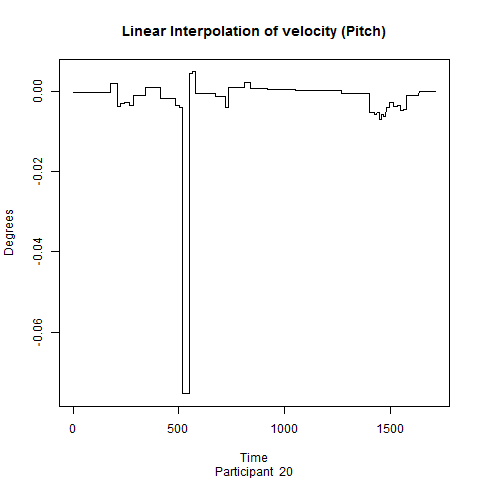 Linear Interpolation of velocity (Pitch)
0.00
-0.02
-0.04
-0.06
Degrees
0 500 1000 1500
Time
Participant 20